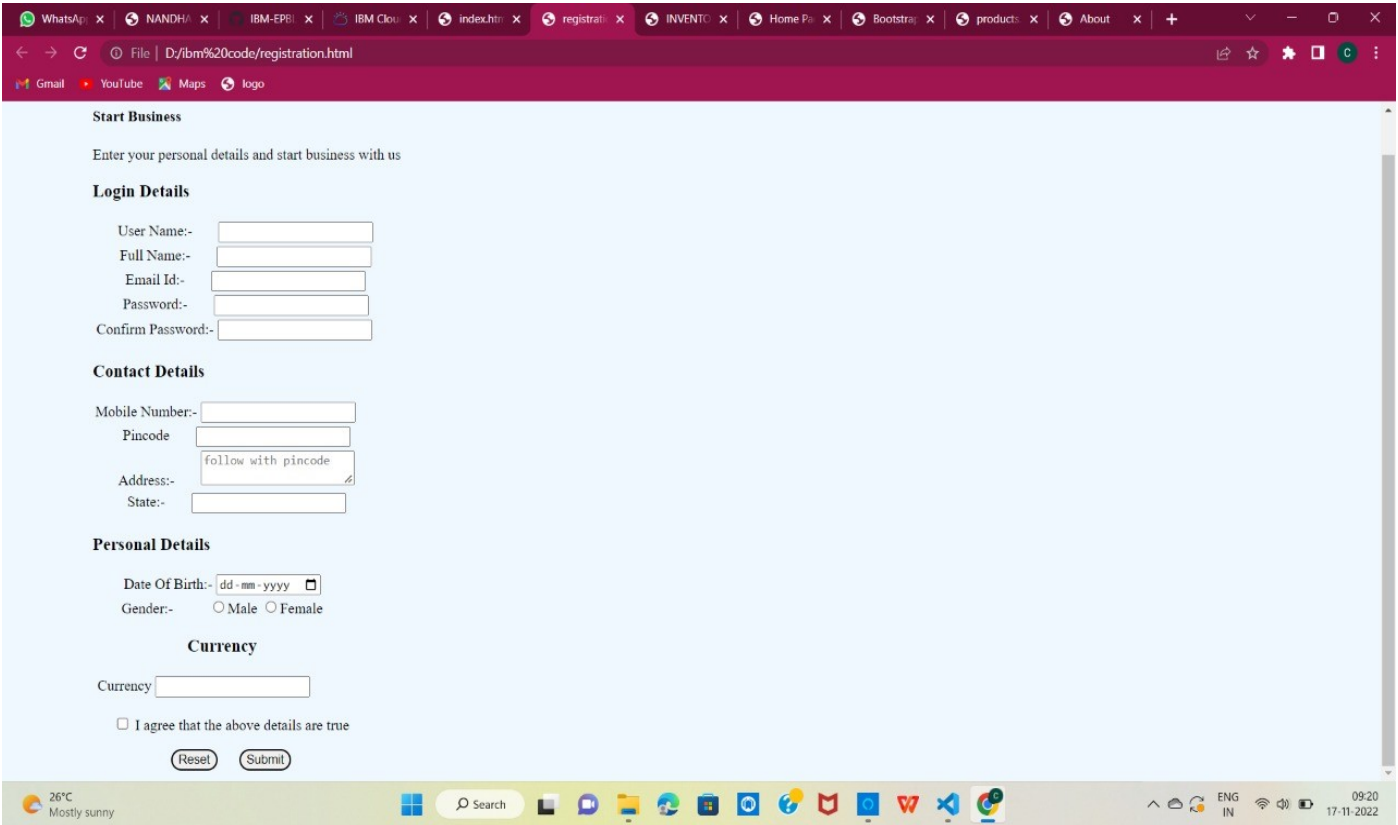 WhatsAp NANDHA IBM-EPBL IBM Clou index.htm registratio INVENTO Home Pa Bootstrap products About
File D:/ibm%20code/registration.html C
Gmail YouTube Maps logo
Start Business
Enter your personal details and start business with us
Login Details
User Name:-
Full Name:-
Email Id:-
Password:-
Confirm Password:-
Contact Details
Mobile Number:-
Pincode
follow with pincode
Address:-
State:-
Personal Details
Date Of Birth:- dd-mm-yyyy
Gender:- Male Female
Currency
Currency
I agree that the above details are true
Reset Submit
26°C
Mostly sunny
Search
ENG
IN
09:20
17-11-2022